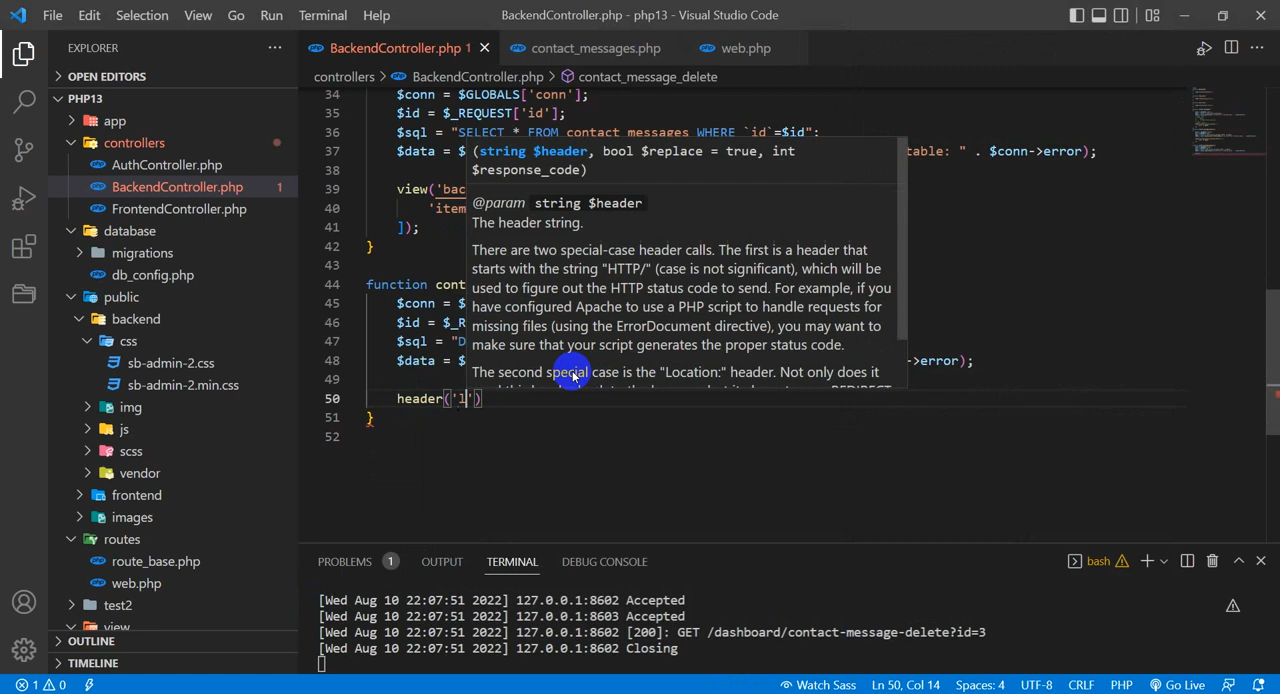 File Edit Selection View Go Run Terminal Help BackendController.php - php13 - Visual Studio Code
EXPLORER
OPEN EDITORS
PHP13
app
controllers
AuthController.php
BackendController.php 1
FrontendController.php
database
migrations
db_config.php
public
backend
css
sb-admin-2.css
sb-admin-2.min.css
img
js
scss
vendor
frontend
images
routes
route_base.php
web.php
test2
view
OUTLINE
TIMELINE
BackendController.php 1 contact_messages.php web.php
controllers > BackendController.php > contact_message_delete
34 $conn = $GLOBALS['conn'];
35 $id = $_REQUEST['id'];
36 $sql = "SELECT * FROM contact_messages WHERE `id`=$id";
37 $data = $ table: " . $conn->error);
38
39 view('bac
40 'item
41 ]);
42 }
43
44 function cont
45 $conn = $
46 $id = $_R
47 $sql = "D
48 $data = $ ->error);
49
50 header('l')
51 }
52
(string $header, bool $replace = true, int
$response_code)
@param string $header
The header string.
There are two special-case header calls. The first is a header that
starts with the string "HTTP/" (case is not significant), which will be
used to figure out the HTTP status code to send. For example, if you
have configured Apache to use a PHP script to handle requests for
missing files (using the ErrorDocument directive), you may want to
make sure that your script generates the proper status code.
The second special case is the "Location:" header. Not only does it
PROBLEMS 1 OUTPUT TERMINAL DEBUG CONSOLE bash
[Wed Aug 10 22:07:51 2022] 127.0.0.1:8602 Accepted
[Wed Aug 10 22:07:51 2022] 127.0.0.1:8603 Accepted
[Wed Aug 10 22:07:51 2022] 127.0.0.1:8602 [200]: GET /dashboard/contact-message-delete?id=3
[Wed Aug 10 22:07:51 2022] 127.0.0.1:8602 Closing
1 0 Watch Sass Ln 50, Col 14 Spaces: 4 UTF-8 CRLF PHP Go Live